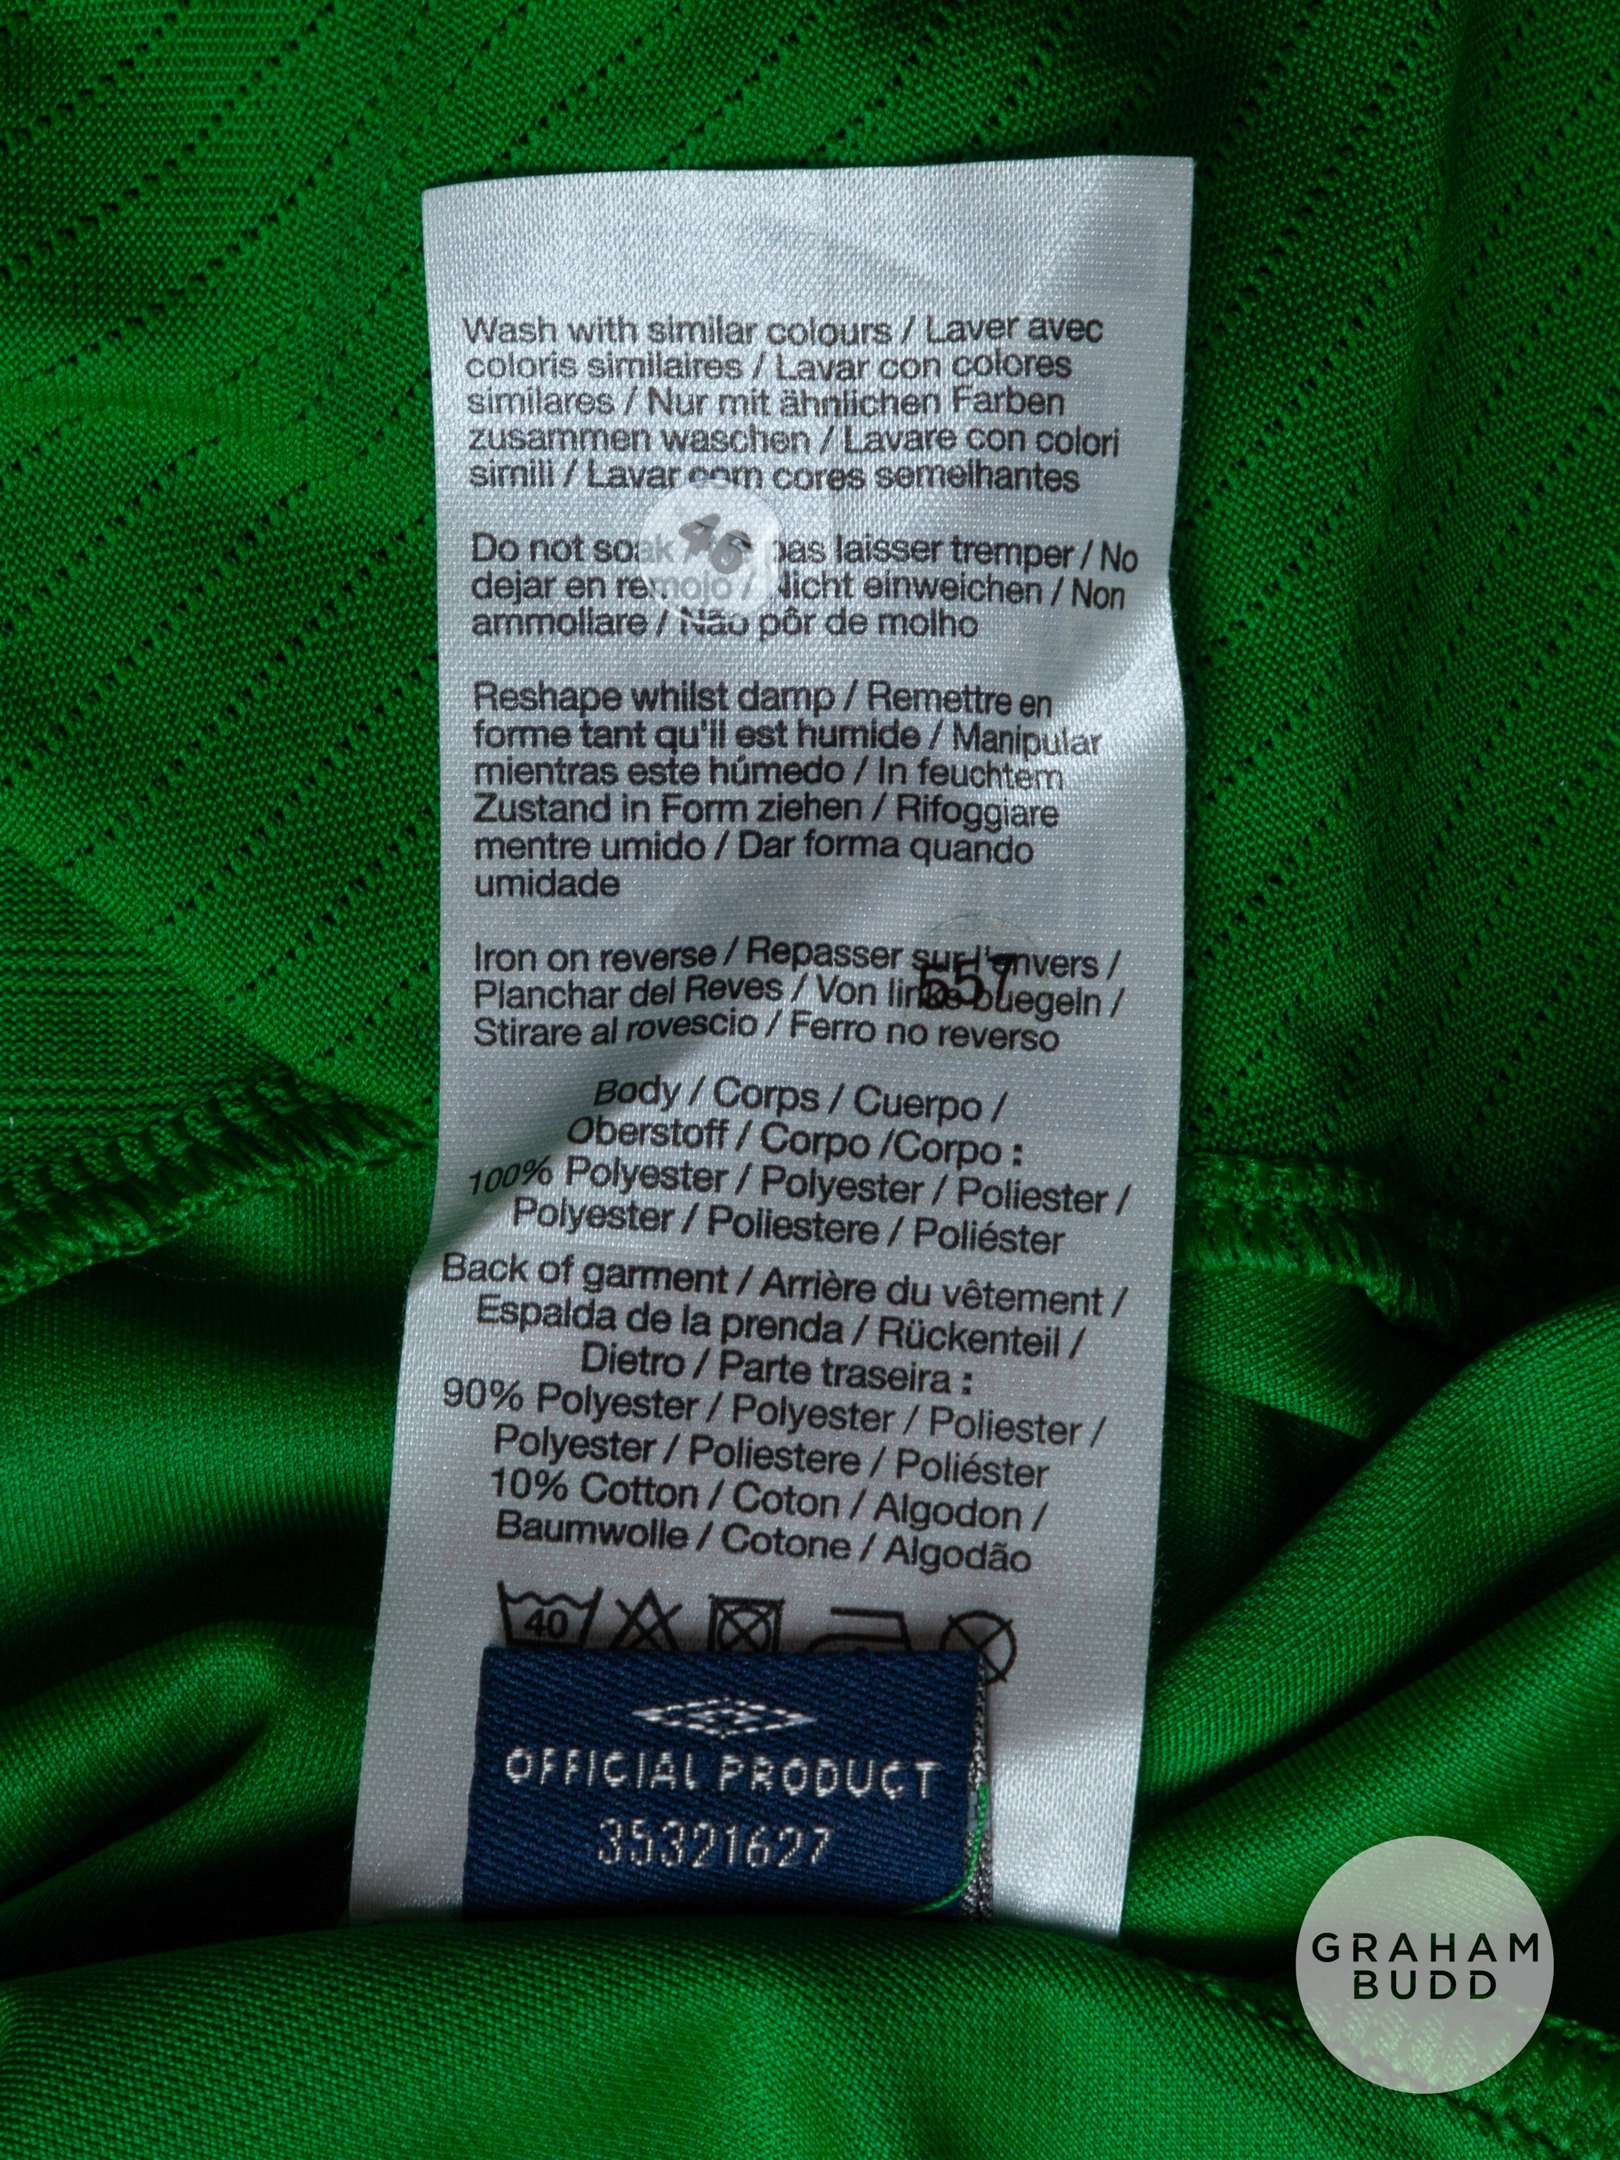 Wash with similar colours / Laver avec
coloris similaires / Lavar con colores
similares / Nur mit ähnlichen Farben
zusammen waschen / Lavare con colori
simili / Lavar com cores semelhantes
46
Do not soak / pas laisser tremper / No
dejar en remojo / Nicht einweichen / Non
ammollare / Não pôr de molho
Reshape whilst damp / Remettre en
forme tant qu'il est humide / Manipular
mientras este húmedo / In feuchtem
Zustand in Form ziehen / Rifoggiare
mentre umido / Dar forma quando
umidade
Iron on reverse / Repasser sur l'envers /
557
Planchar del Reves / Von links buegeln /
Stirare al rovescio / Ferro no reverso
Body / Corps / Cuerpo /
Oberstoff / Corpo /Corpo :
100% Polyester / Polyester / Poliester /
Polyester / Poliestere / Poliéster
Back of garment / Arrière du vêtement /
Espalda de la prenda / Rückenteil /
Dietro / Parte traseira :
90% Polyester / Polyester / Poliester /
Polyester / Poliestere / Poliéster
10% Cotton / Coton / Algodon /
Baumwolle / Cotone / Algodão
40
OFFICIAL PRODUCT
35321627
GRAHAM
BUDD